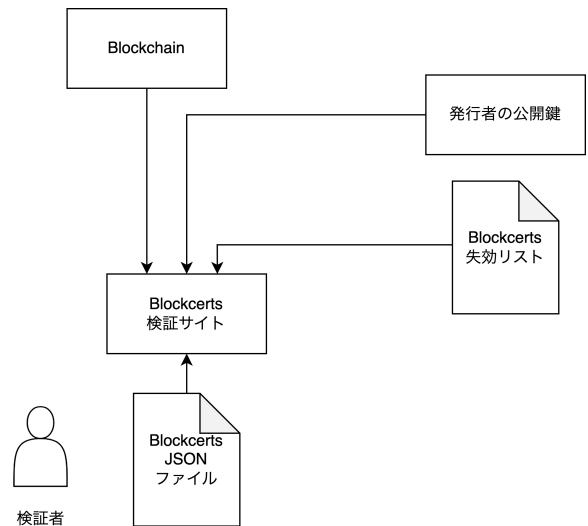 Blockchain
発行者の公開鍵
Blockcerts
失効リスト
Blockcerts
検証サイト
Blockcerts
JSON
ファイル
検証者